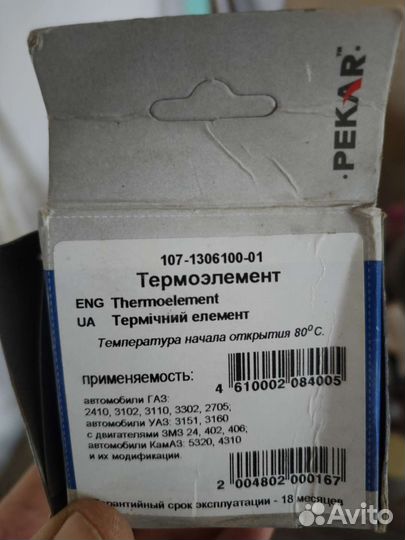 PEKAR™
107-1306100-01
Термоэлемент
ENG Thermoelement
UA Термічний елемент
Температура начала открытия 80°C.
применяемость:
4 610002 084005
автомобили ГАЗ:
2410, 3102, 3110, 3302, 2705;
автомобили УАЗ: 3151, 3160
с двигателями ЗМЗ 24, 402, 406;
автомобили КамАЗ: 5320, 4310
и их модификации.
2 004802 000167
гарантийный срок эксплуатации - 18 месяцев
Avito